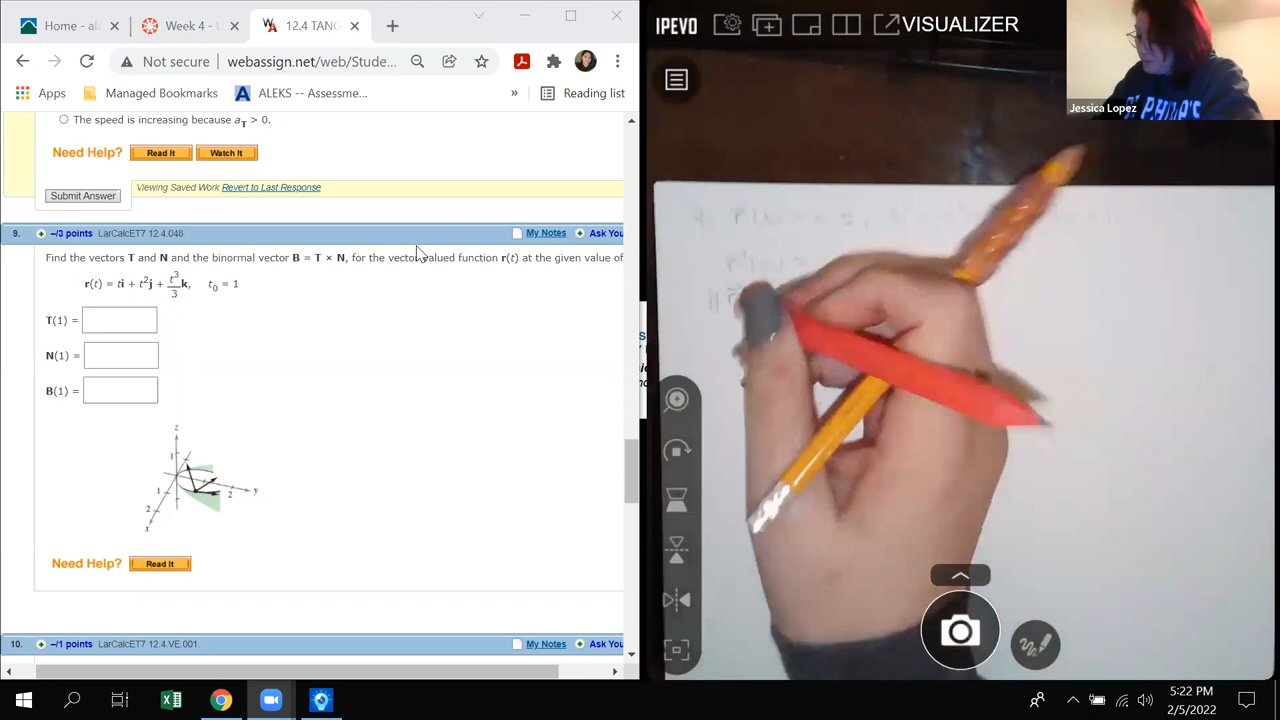 Home - al
Week 4 - L
12.4 TANG
IPEVO
VISUALIZER
Not secure
webassign.net/web/Stude...
Apps
Managed Bookmarks
ALEKS -- Assessme...
»
Reading list
Jessica Lopez
The speed is increasing because aT > 0.
Need Help?
Read It
Watch It
Submit Answer
Viewing Saved Work Revert to Last Response
9.
–/3 points
LarCalcET7 12.4.048.
My Notes
Ask You
Find the vectors T and N and the binormal vector B = T × N, for the vector-valued function r(t) at the given value of
r(t) = ti + t²j + t³/3 k, t₀ = 1
T(1) =
N(1) =
B(1) =
z
1
1
2
y
2
x
Need Help?
Read It
10.
–/1 points
LarCalcET7 12.4.VE.001.
My Notes
Ask You
5:22 PM
2/5/2022